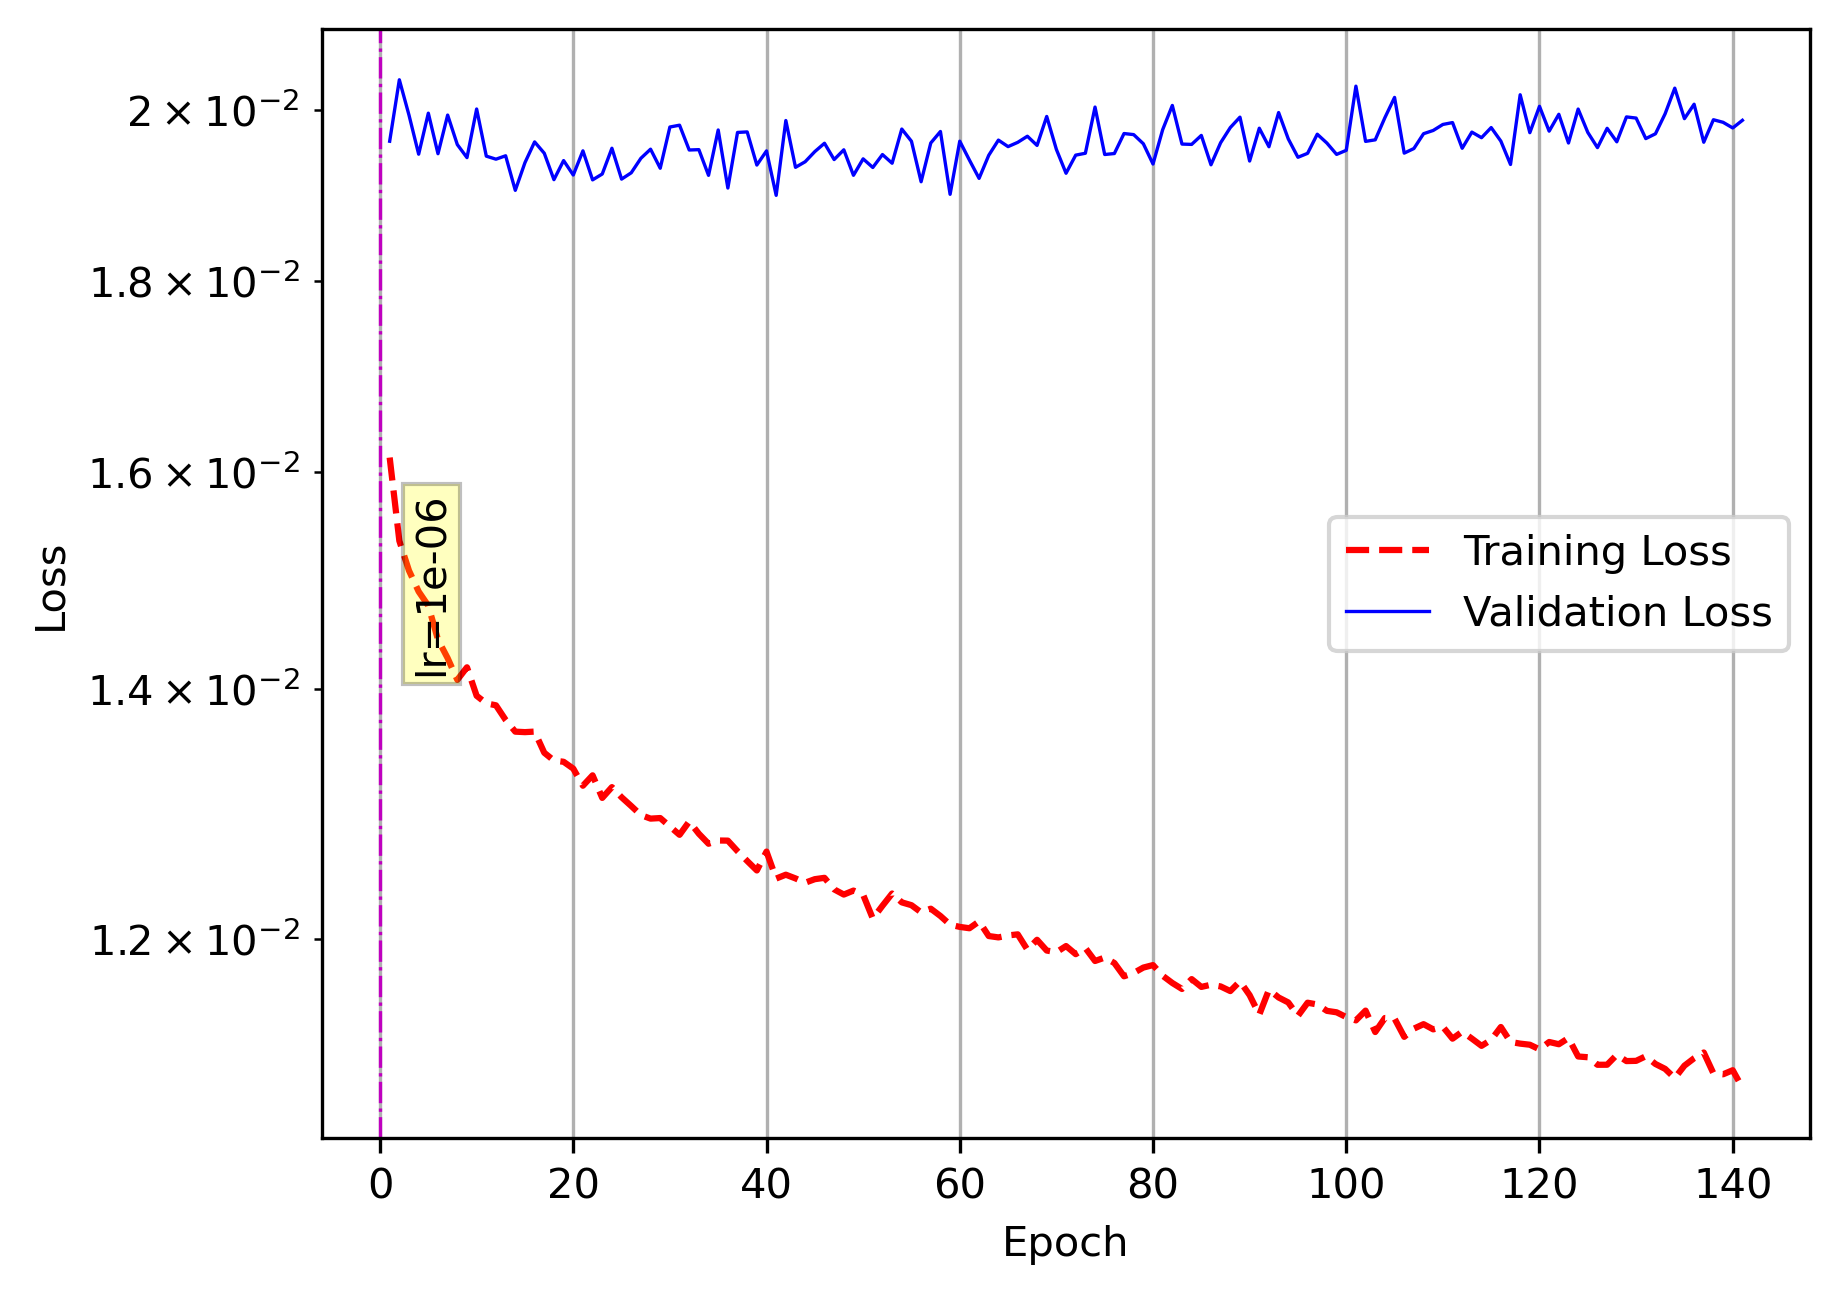 2 × 10⁻²
1.8 × 10⁻²
1.6 × 10⁻²
1.4 × 10⁻²
1.2 × 10⁻²
Loss
lr=1e-06
Training Loss
Validation Loss
0 20 40 60 80 100 120 140
Epoch